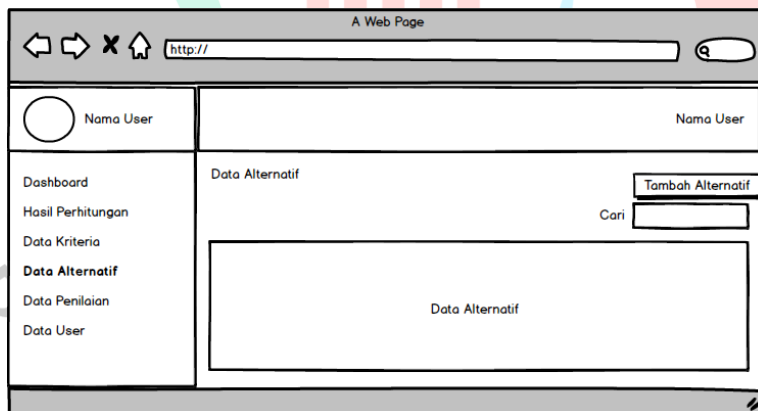 A Web Page
http://
Nama User
Nama User
Dashboard
Hasil Perhitungan
Data Kriteria
Data Alternatif
Data Penilaian
Data User
Data Alternatif
Tambah Alternatif
Cari
Data Alternatif